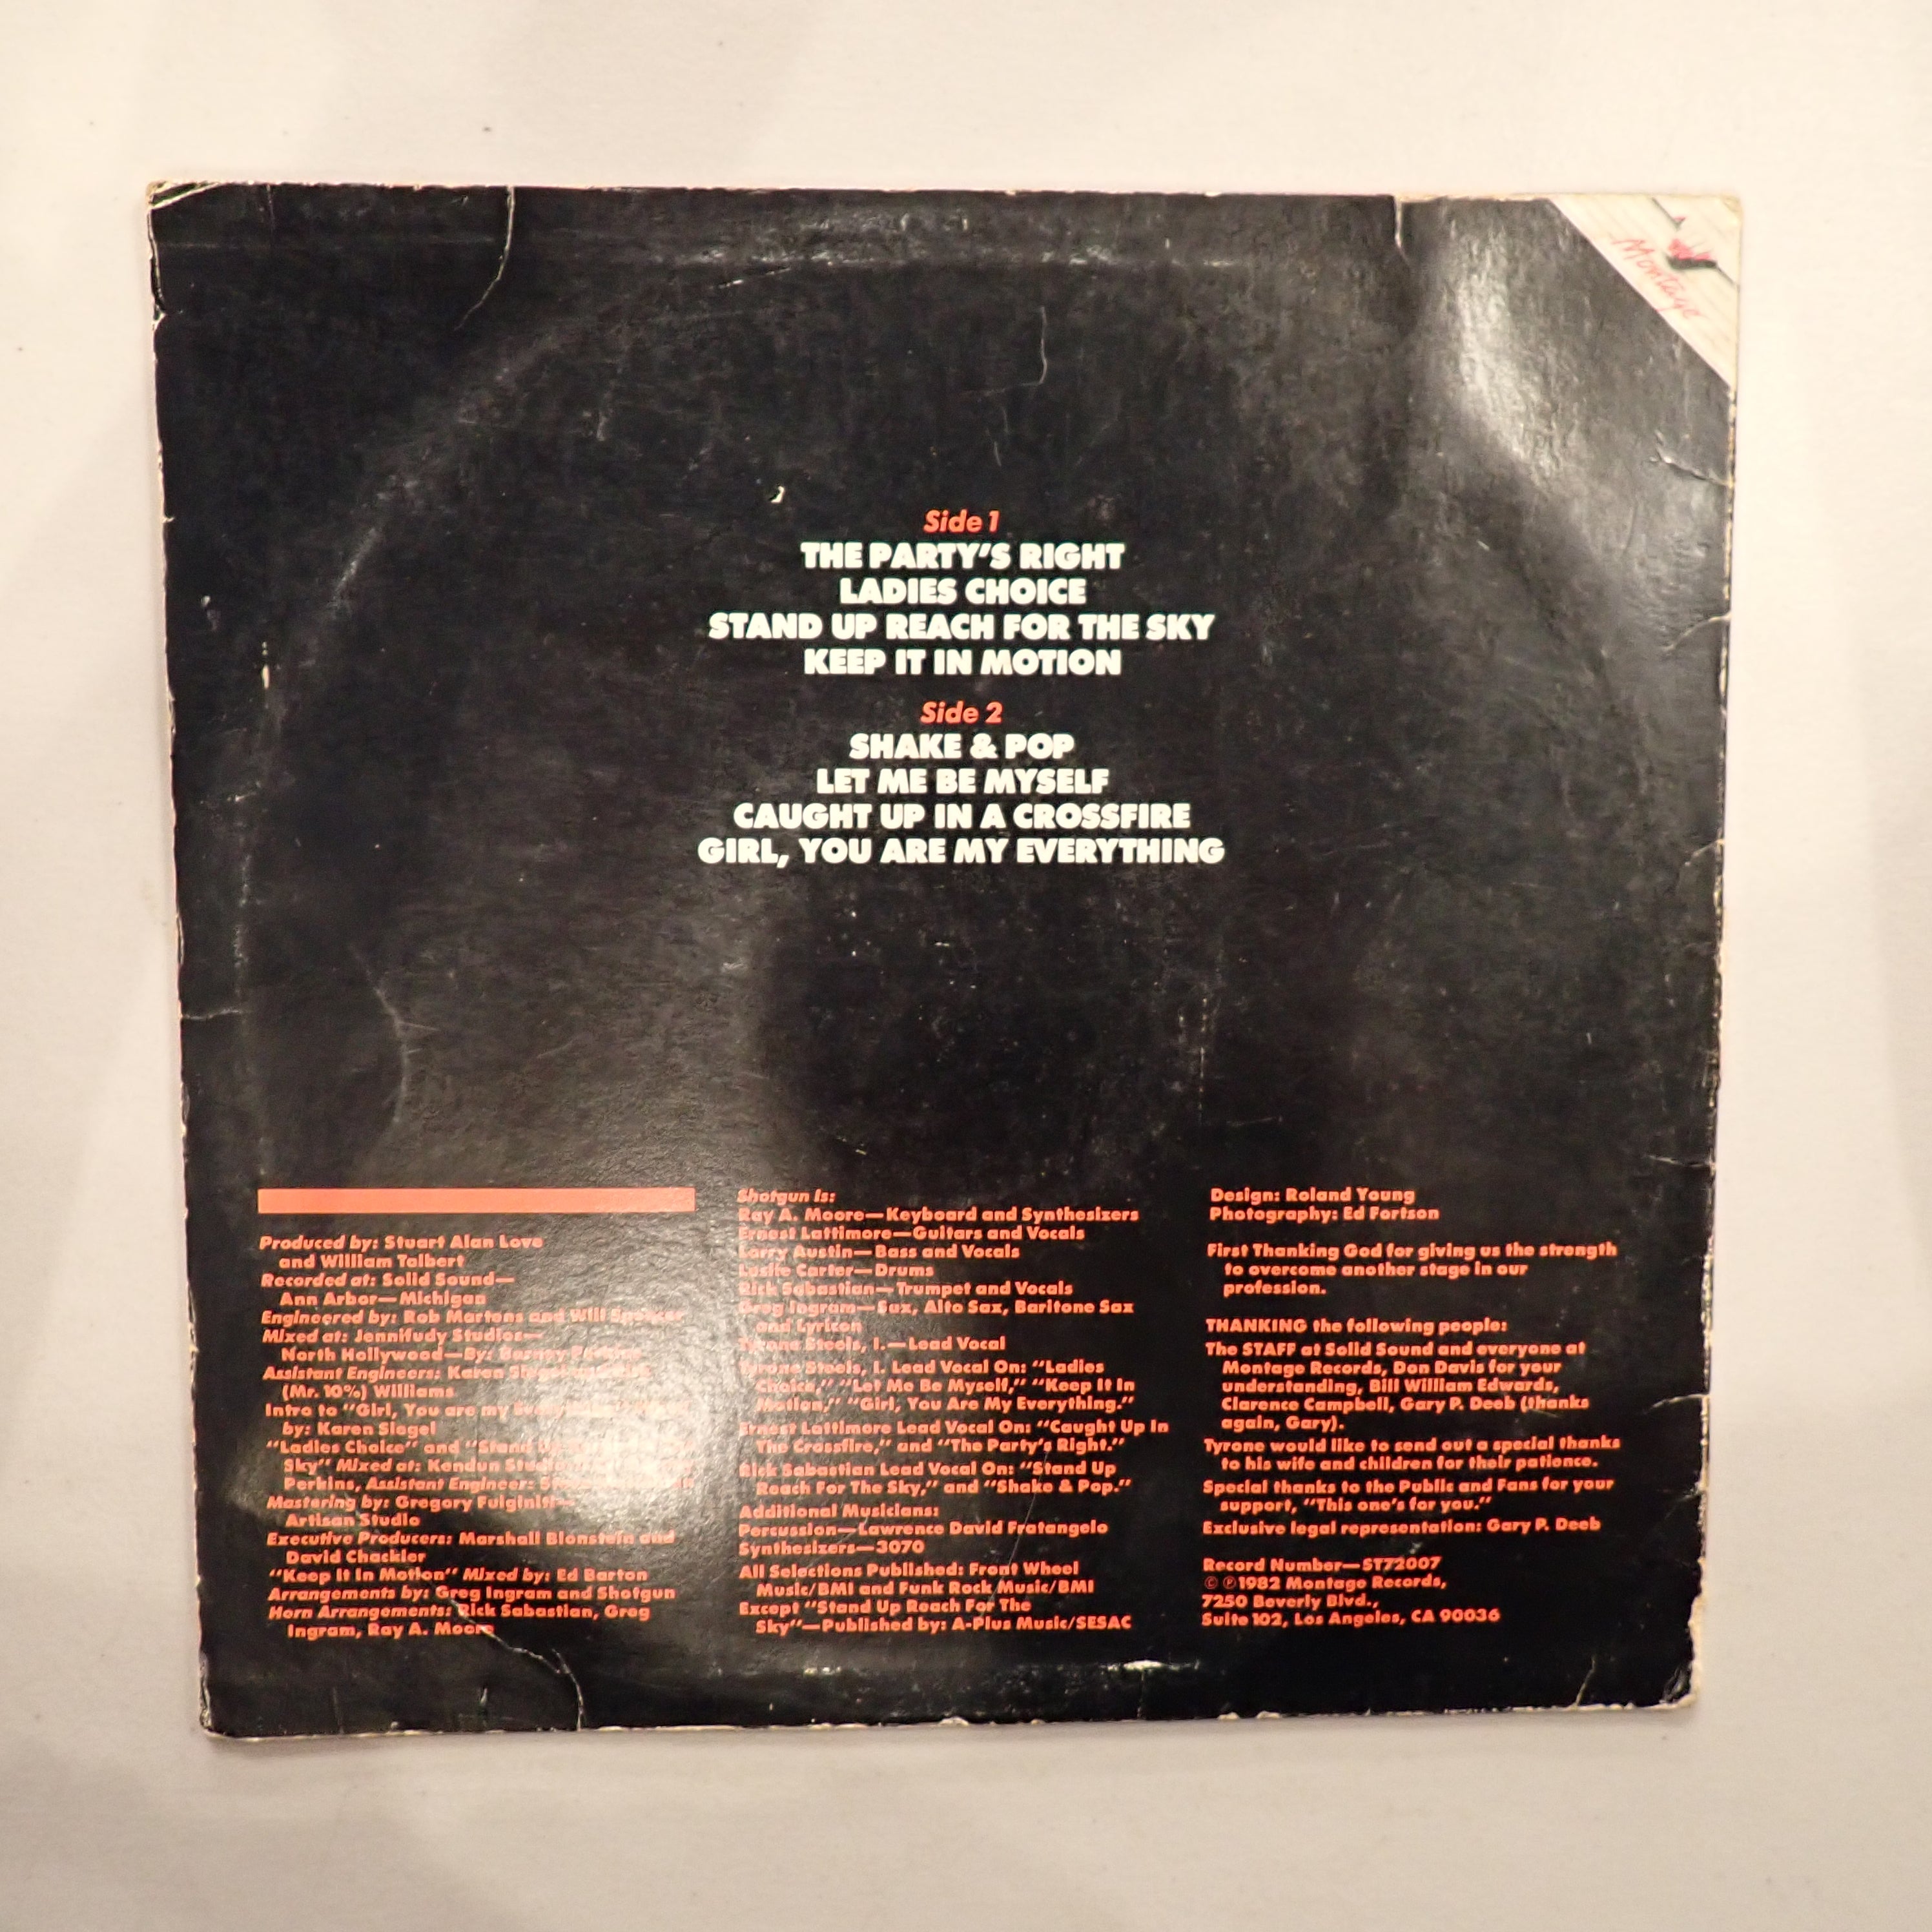 Montage
Side 1
THE PARTY'S RIGHT
LADIES CHOICE
STAND UP REACH FOR THE SKY
KEEP IT IN MOTION
Side 2
SHAKE & POP
LET ME BE MYSELF
CAUGHT UP IN A CROSSFIRE
GIRL, YOU ARE MY EVERYTHING
Produced by: Stuart Alan Love
and William Talbert
Recorded at: Solid Sound—
Ann Arbor—Michigan
Engineered by: Rob Martens and Will Spencer
Mixed at: Jennifudy Studios—
North Hollywood—By: Barney Perkins
Assistant Engineers: Karen
(Mr. 10%) Williams
Intro to "Girl, You are my
by: Karen Siegel
"Ladies Choice" and "Stand Up
Sky" Mixed at: Kendun
Perkins, Assistant Engineer:
Mastering by: Gregory Fulginiti—
Artisan Studio
Executive Producers: Marshall Blonstein and
David Chackler
"Keep It In Motion" Mixed by: Ed Barton
Arrangements by: Greg Ingram and Shotgun
Horn Arrangements: Rick Sabastian, Greg
Ingram, Ray A. Moore
Shotgun Is:
Ray A. Moore—Keyboard and Synthesizers
Ernest Lattimore—Guitars and Vocals
Larry Austin—Bass and Vocals
Leslie Carter—Drums
Rick Sabastian—Trumpet and Vocals
Greg Ingram—Sax, Alto Sax, Baritone Sax
and Lyricon
Tyrone Steels, I.—Lead Vocal
Tyrone Steels, I. Lead Vocal On: "Ladies
Choice," "Let Me Be Myself," "Keep It In
Motion," "Girl, You Are My Everything."
Ernest Lattimore Lead Vocal On: "Caught Up In
The Crossfire," and "The Party's Right."
Rick Sabastian Lead Vocal On: "Stand Up
Reach For The Sky," and "Shake & Pop."
Additional Musicians:
Percussion—Lawrence David Fratangelo
Synthesizers—3070
All Selections Published: Front Wheel
Music/BMI and Funk Rock Music/BMI
Except "Stand Up Reach For The
Sky"—Published by: A-Plus Music/SESAC
Design: Roland Young
Photography: Ed Fortson
First Thanking God for giving us the strength
to overcome another stage in our
profession.
THANKING the following people:
The STAFF at Solid Sound and everyone at
Montage Records, Don Davis for your
understanding, Bill William Edwards,
Clarence Campbell, Gary P. Deeb (thanks
again, Gary).
Tyrone would like to send out a special thanks
to his wife and children for their patience.
Special thanks to the Public and Fans for your
support, "This one's for you."
Exclusive legal representation: Gary P. Deeb
Record Number—ST72007
© ℗ 1982 Montage Records,
7250 Beverly Blvd.,
Suite 102, Los Angeles, CA 90036